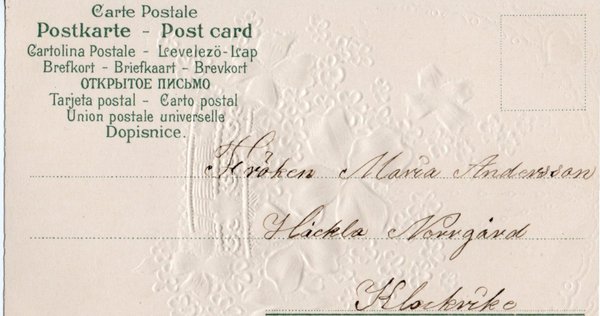 Carte Postale
Postkarte - Post card
Cartolina Postale - Levelező-Lap
Brefkort - Briefkaart - Brevkort
ОТКРЫТОЕ ПИСЬМО
Tarjeta postal - Carto postal
Union postale universelle
Dopisnice.
Fröken Maria Andersson
Häckla Norrgård
Klockrike